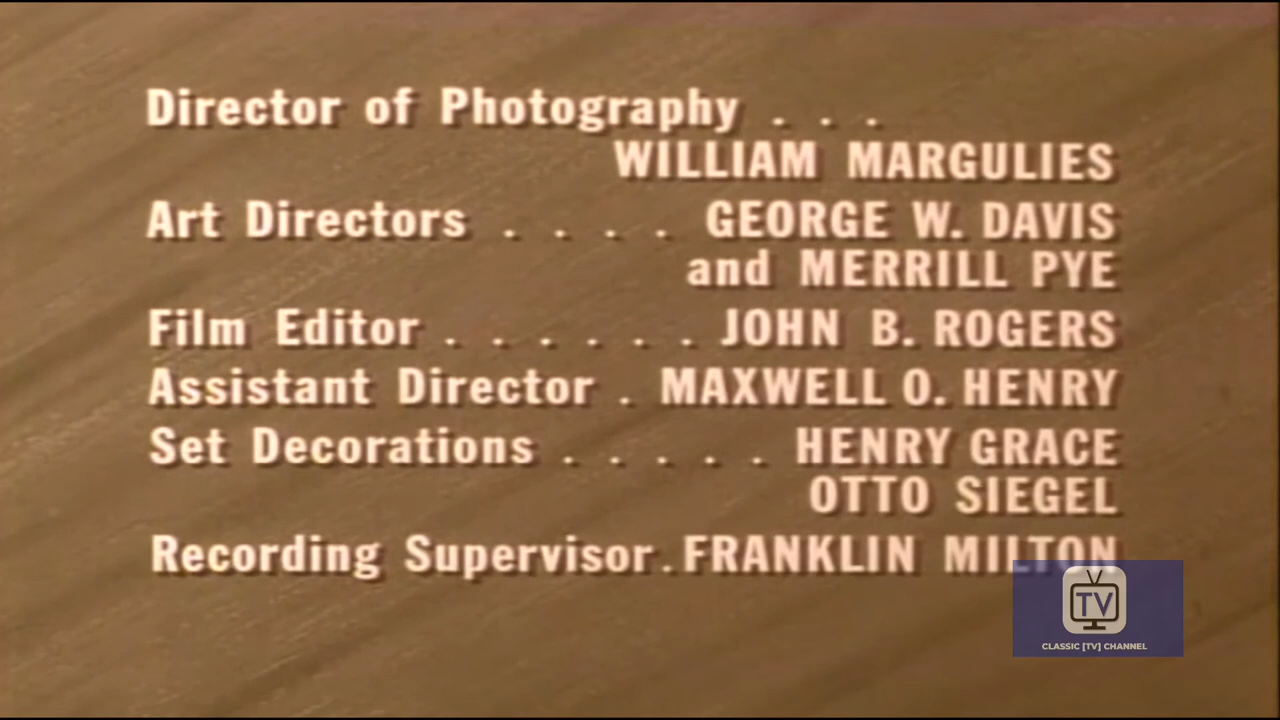 Director of Photography . . .
WILLIAM MARGULIES
Art Directors . . . . GEORGE W. DAVIS
and MERRILL PYE
Film Editor . . . . . . JOHN B. ROGERS
Assistant Director . MAXWELL O. HENRY
Set Decorations . . . . . HENRY GRACE
OTTO SIEGEL
Recording Supervisor . FRANKLIN MILTON
TV
CLASSIC [TV] CHANNEL